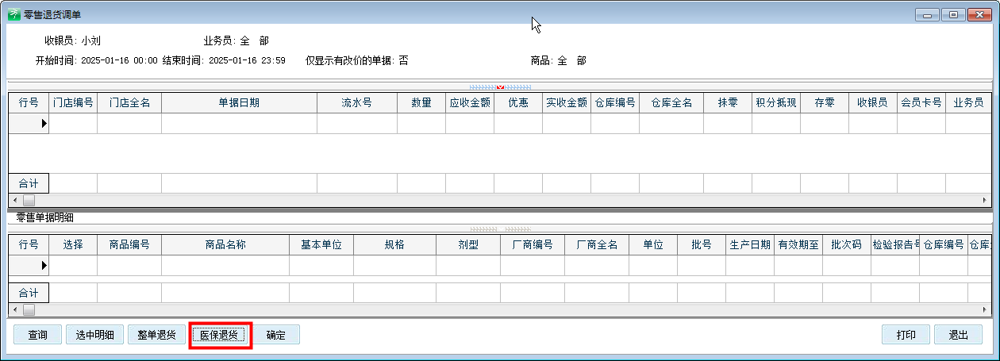 零售退货调单
收银员: 小刘 业务员: 全 部
开始时间: 2025-01-16 00:00 结束时间: 2025-01-16 23:59 仅显示有改价的单据: 否 商品: 全 部
行号 门店编号 门店全名 单据日期 流水号 数量 应收金额 优惠 实收金额 仓库编号 仓库全名 抹零 积分抵现 存零 收银员 会员卡号 业务员
合计
零售单据明细
行号 选择 商品编号 商品名称 基本单位 规格 剂型 厂商编号 厂商全名 单位 批号 生产日期 有效期至 批次码 检验报告号 仓库编号 仓库
合计
查询 选中明细 整单退货 医保退货 确定 打印 退出